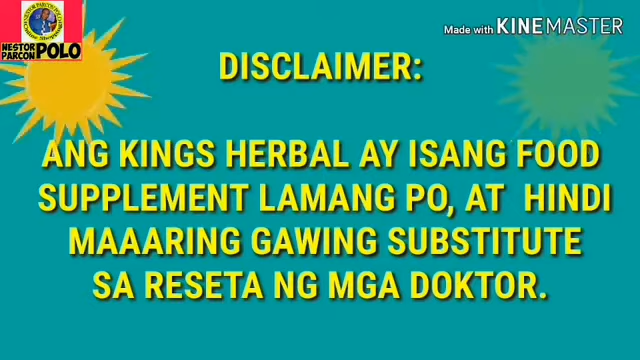 NESTOR PARCON POLO
Made with KINEMASTER
DISCLAIMER:
ANG KINGS HERBAL AY ISANG FOOD
SUPPLEMENT LAMANG PO, AT HINDI
MAAARING GAWING SUBSTITUTE
SA RESETA NG MGA DOKTOR.